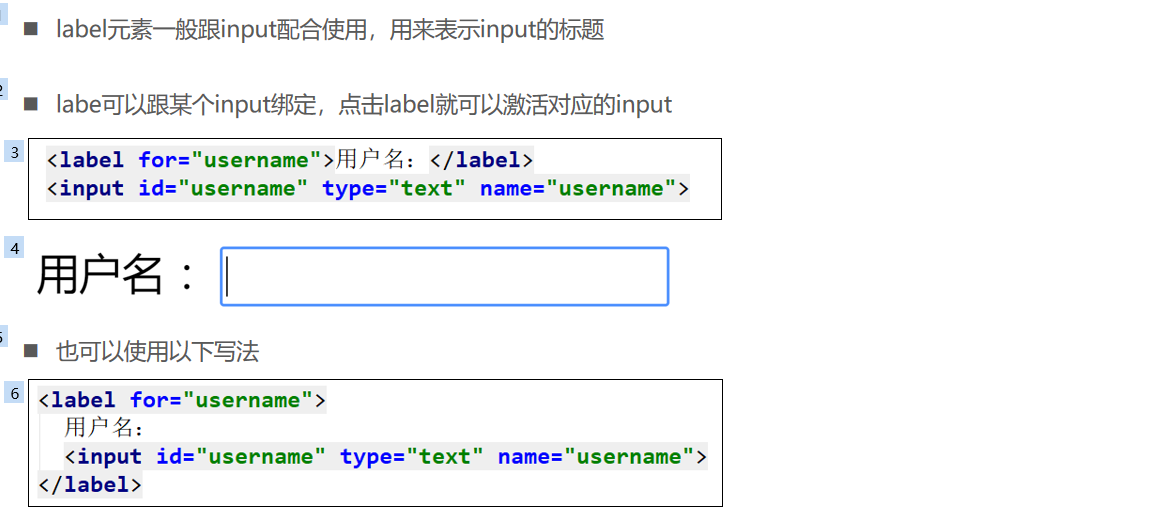 1
■ label元素一般跟input配合使用，用来表示input的标题
2
■ labe可以跟某个input绑定，点击label就可以激活对应的input
3
<label for="username">用户名：</label>
<input id="username" type="text" name="username">
4
用户名：
5
■ 也可以使用以下写法
6
<label for="username">
用户名：
<input id="username" type="text" name="username">
</label>